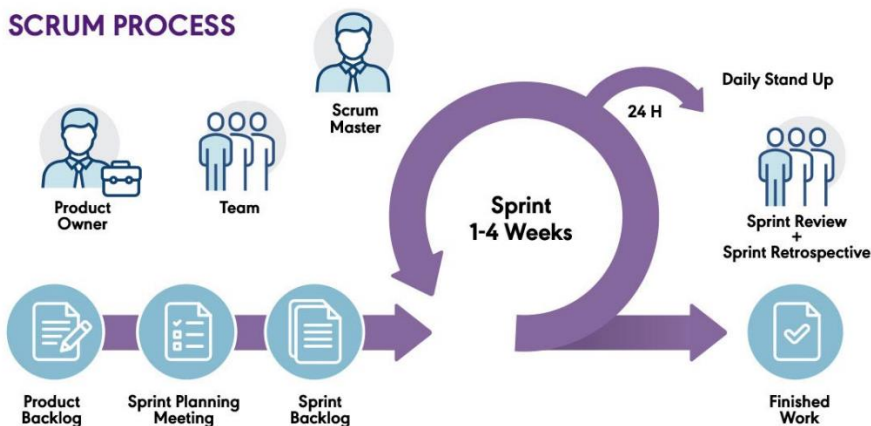 SCRUM PROCESS
Scrum
Master
Product
Owner
Team
Daily Stand Up
24 H
Sprint
1-4 Weeks
Sprint Review
+
Sprint Retrospective
Product
Backlog
Sprint Planning
Meeting
Sprint
Backlog
Finished
Work